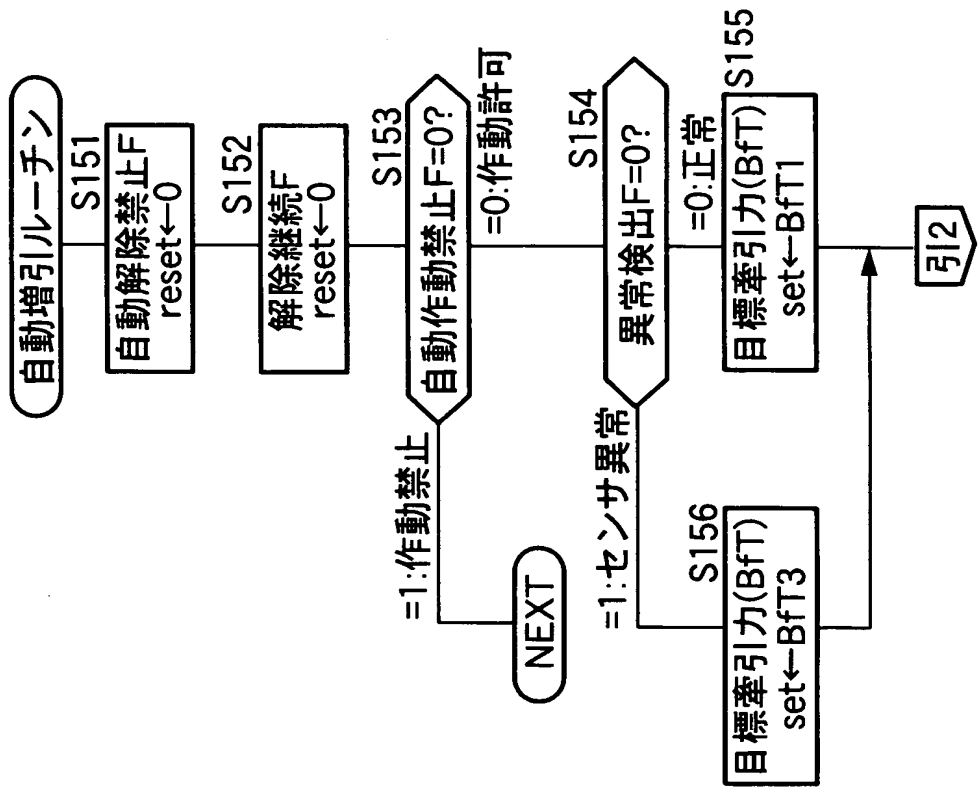 自動増引ルーチン
S151
自動解除禁止F
reset←0
S152
解除継続F
reset←0
S153
自動作動禁止F=0?
=1:作動禁止
=0:作動許可
NEXT
S154
異常検出F=0?
=1:センサ異常
=0:正常
S155
目標牽引力(BfT)
set←BfT1
S156
目標牽引力(BfT)
set←BfT3
引2